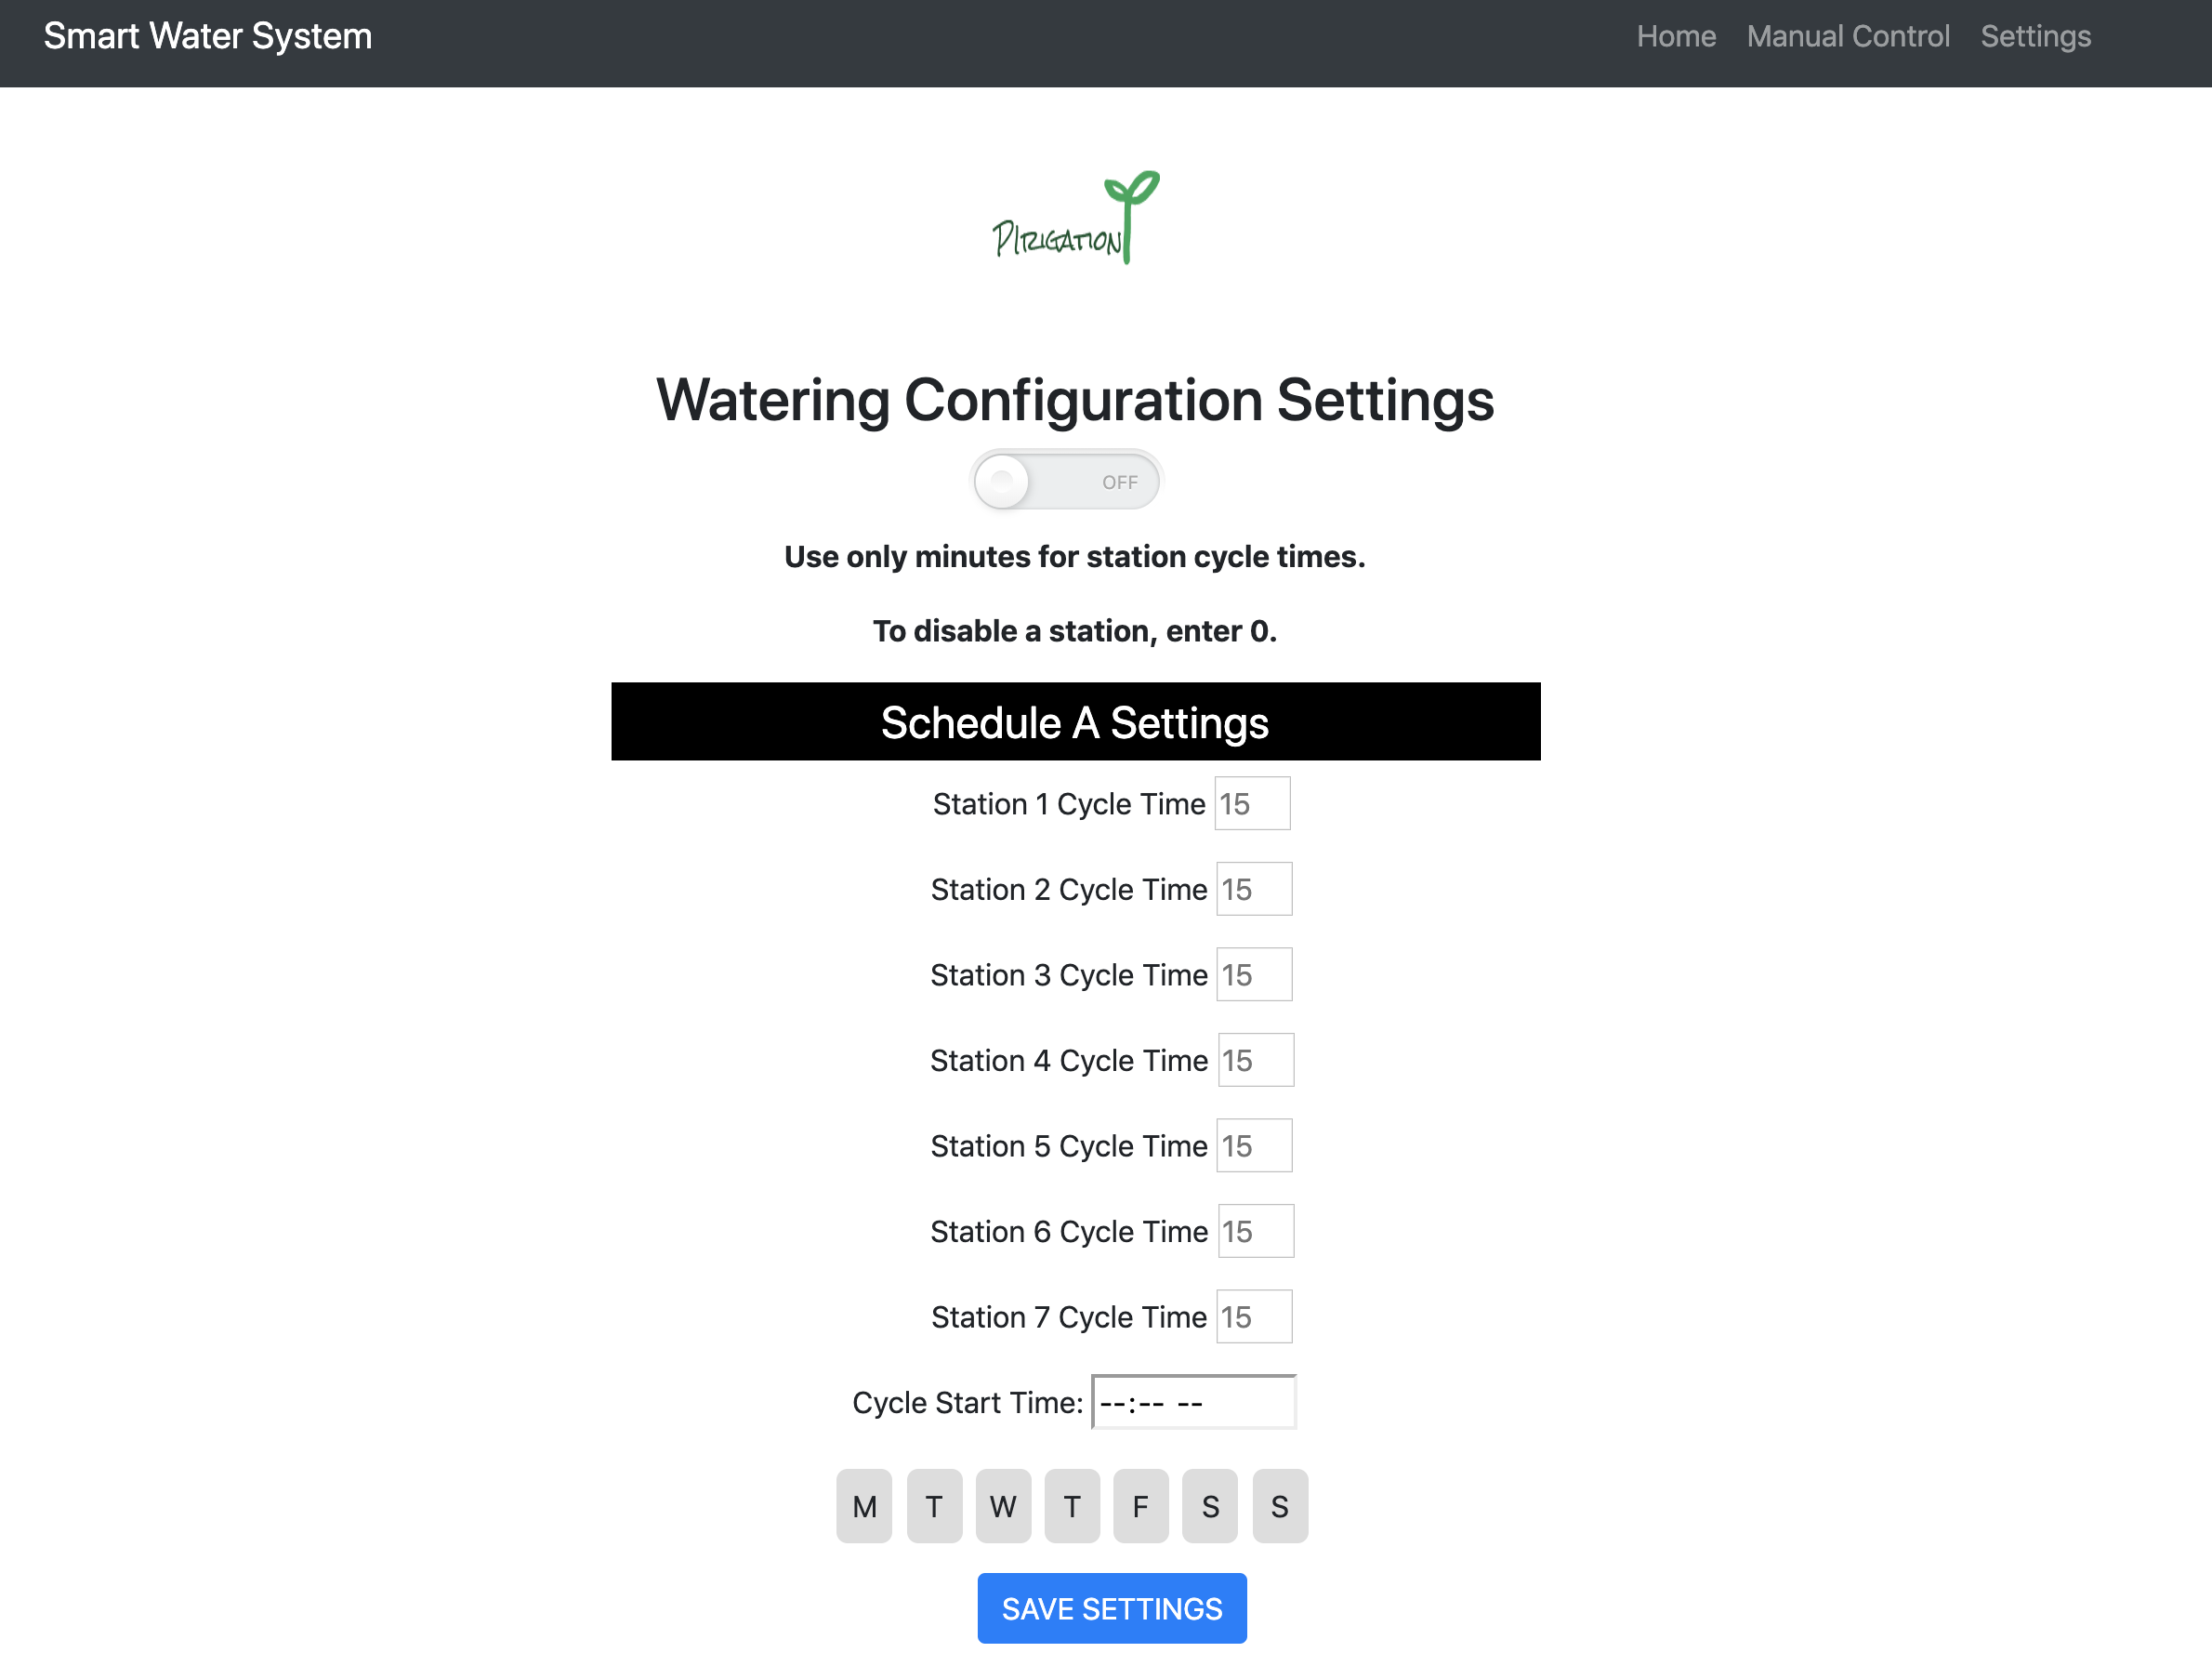 Smart Water System Home Manual Control Settings
PIRIGATION
Watering Configuration Settings
OFF
Use only minutes for station cycle times.
To disable a station, enter 0.
Schedule A Settings
Station 1 Cycle Time 15
Station 2 Cycle Time 15
Station 3 Cycle Time 15
Station 4 Cycle Time 15
Station 5 Cycle Time 15
Station 6 Cycle Time 15
Station 7 Cycle Time 15
Cycle Start Time: --:-- --
M T W T F S S
SAVE SETTINGS